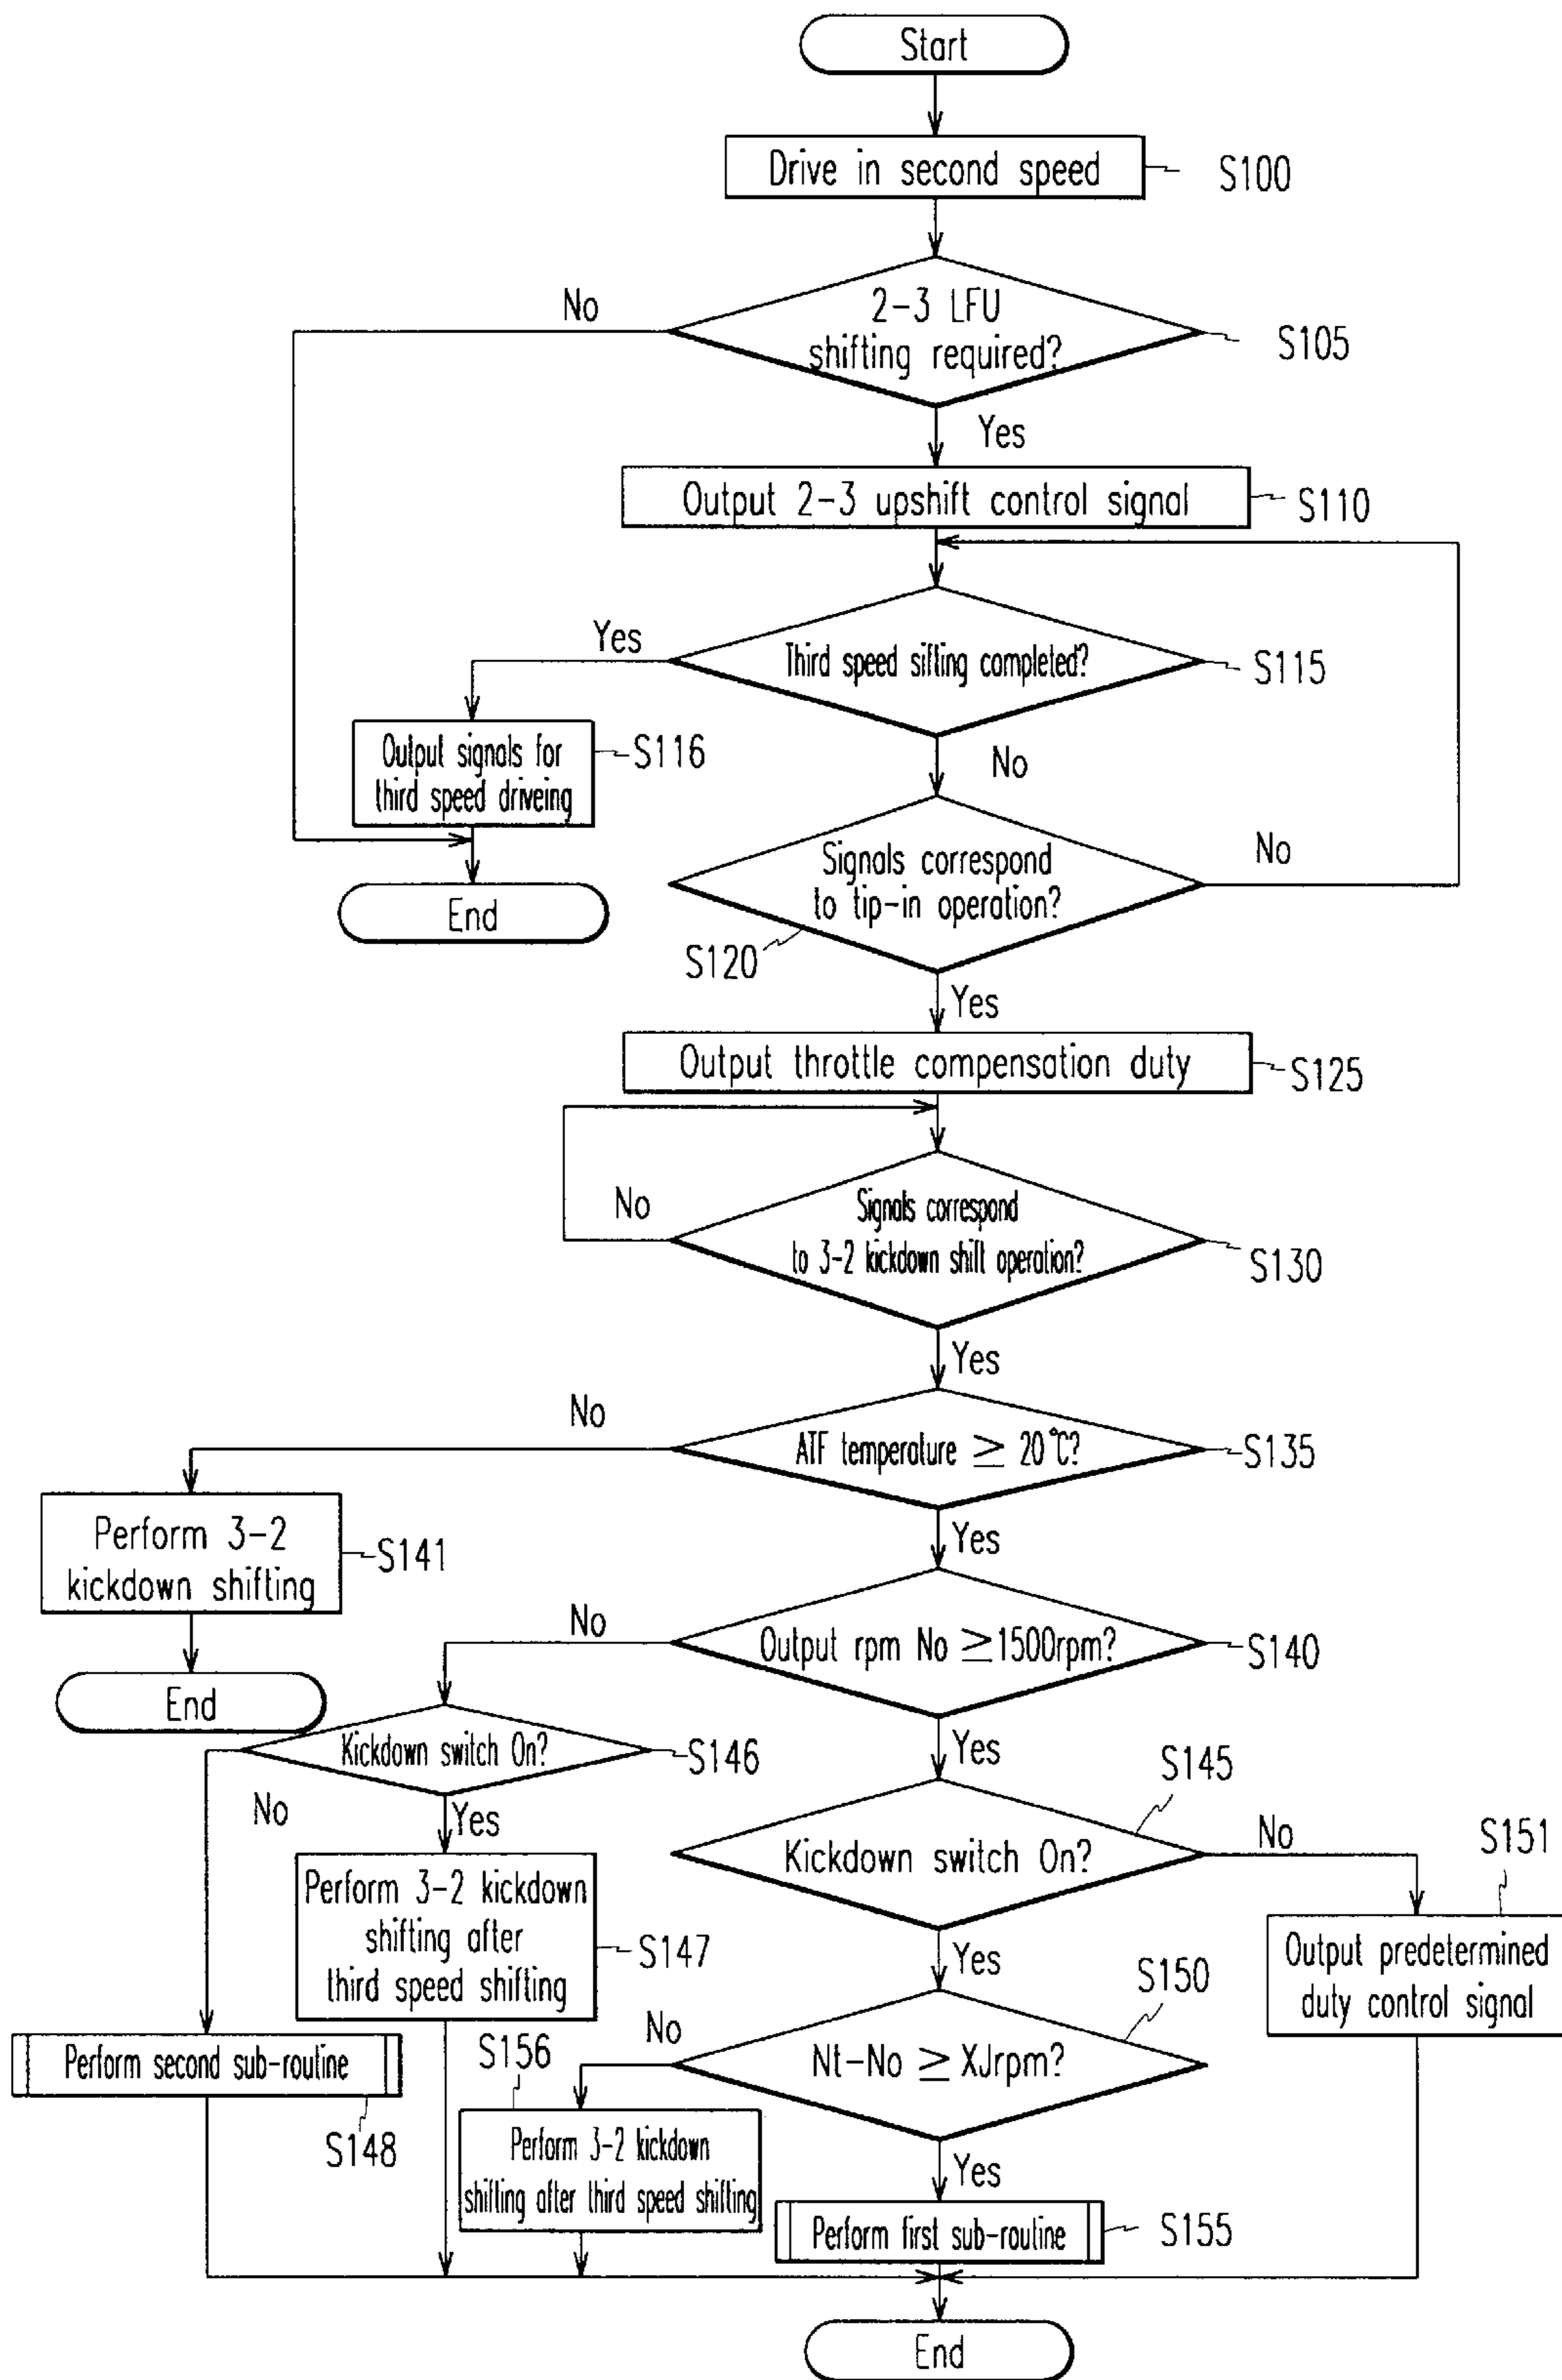 Start
Drive in second speed
S100
No
2-3 LFU
shifting required?
S105
Yes
Output 2-3 upshift control signal
S110
Yes
Third speed sifting completed?
S115
Output signals for
third speed driveing
S116
No
End
Signals correspond
to tip-in operation?
No
S120
Yes
Output throttle compensation duty
S125
No
Signals correspond
to 3-2 kickdown shift operation?
S130
Yes
No
ATF temperature ≥ 20℃?
S135
Perform 3-2
kickdown shifting
S141
Yes
End
No
Output rpm No ≥1500rpm?
S140
Kickdown switch On?
S146
Yes
S145
No
Yes
Kickdown switch On?
No
S151
Perform 3-2 kickdown
shifting after
third speed shifting
S147
Output predetermined
duty control signal
Yes
S150
Perform second sub-routine
S148
No
S156
Nt-No ≥ XJrpm?
Perform 3-2 kickdown
shifting after third speed shifting
Yes
Perform first sub-routine
S155
End